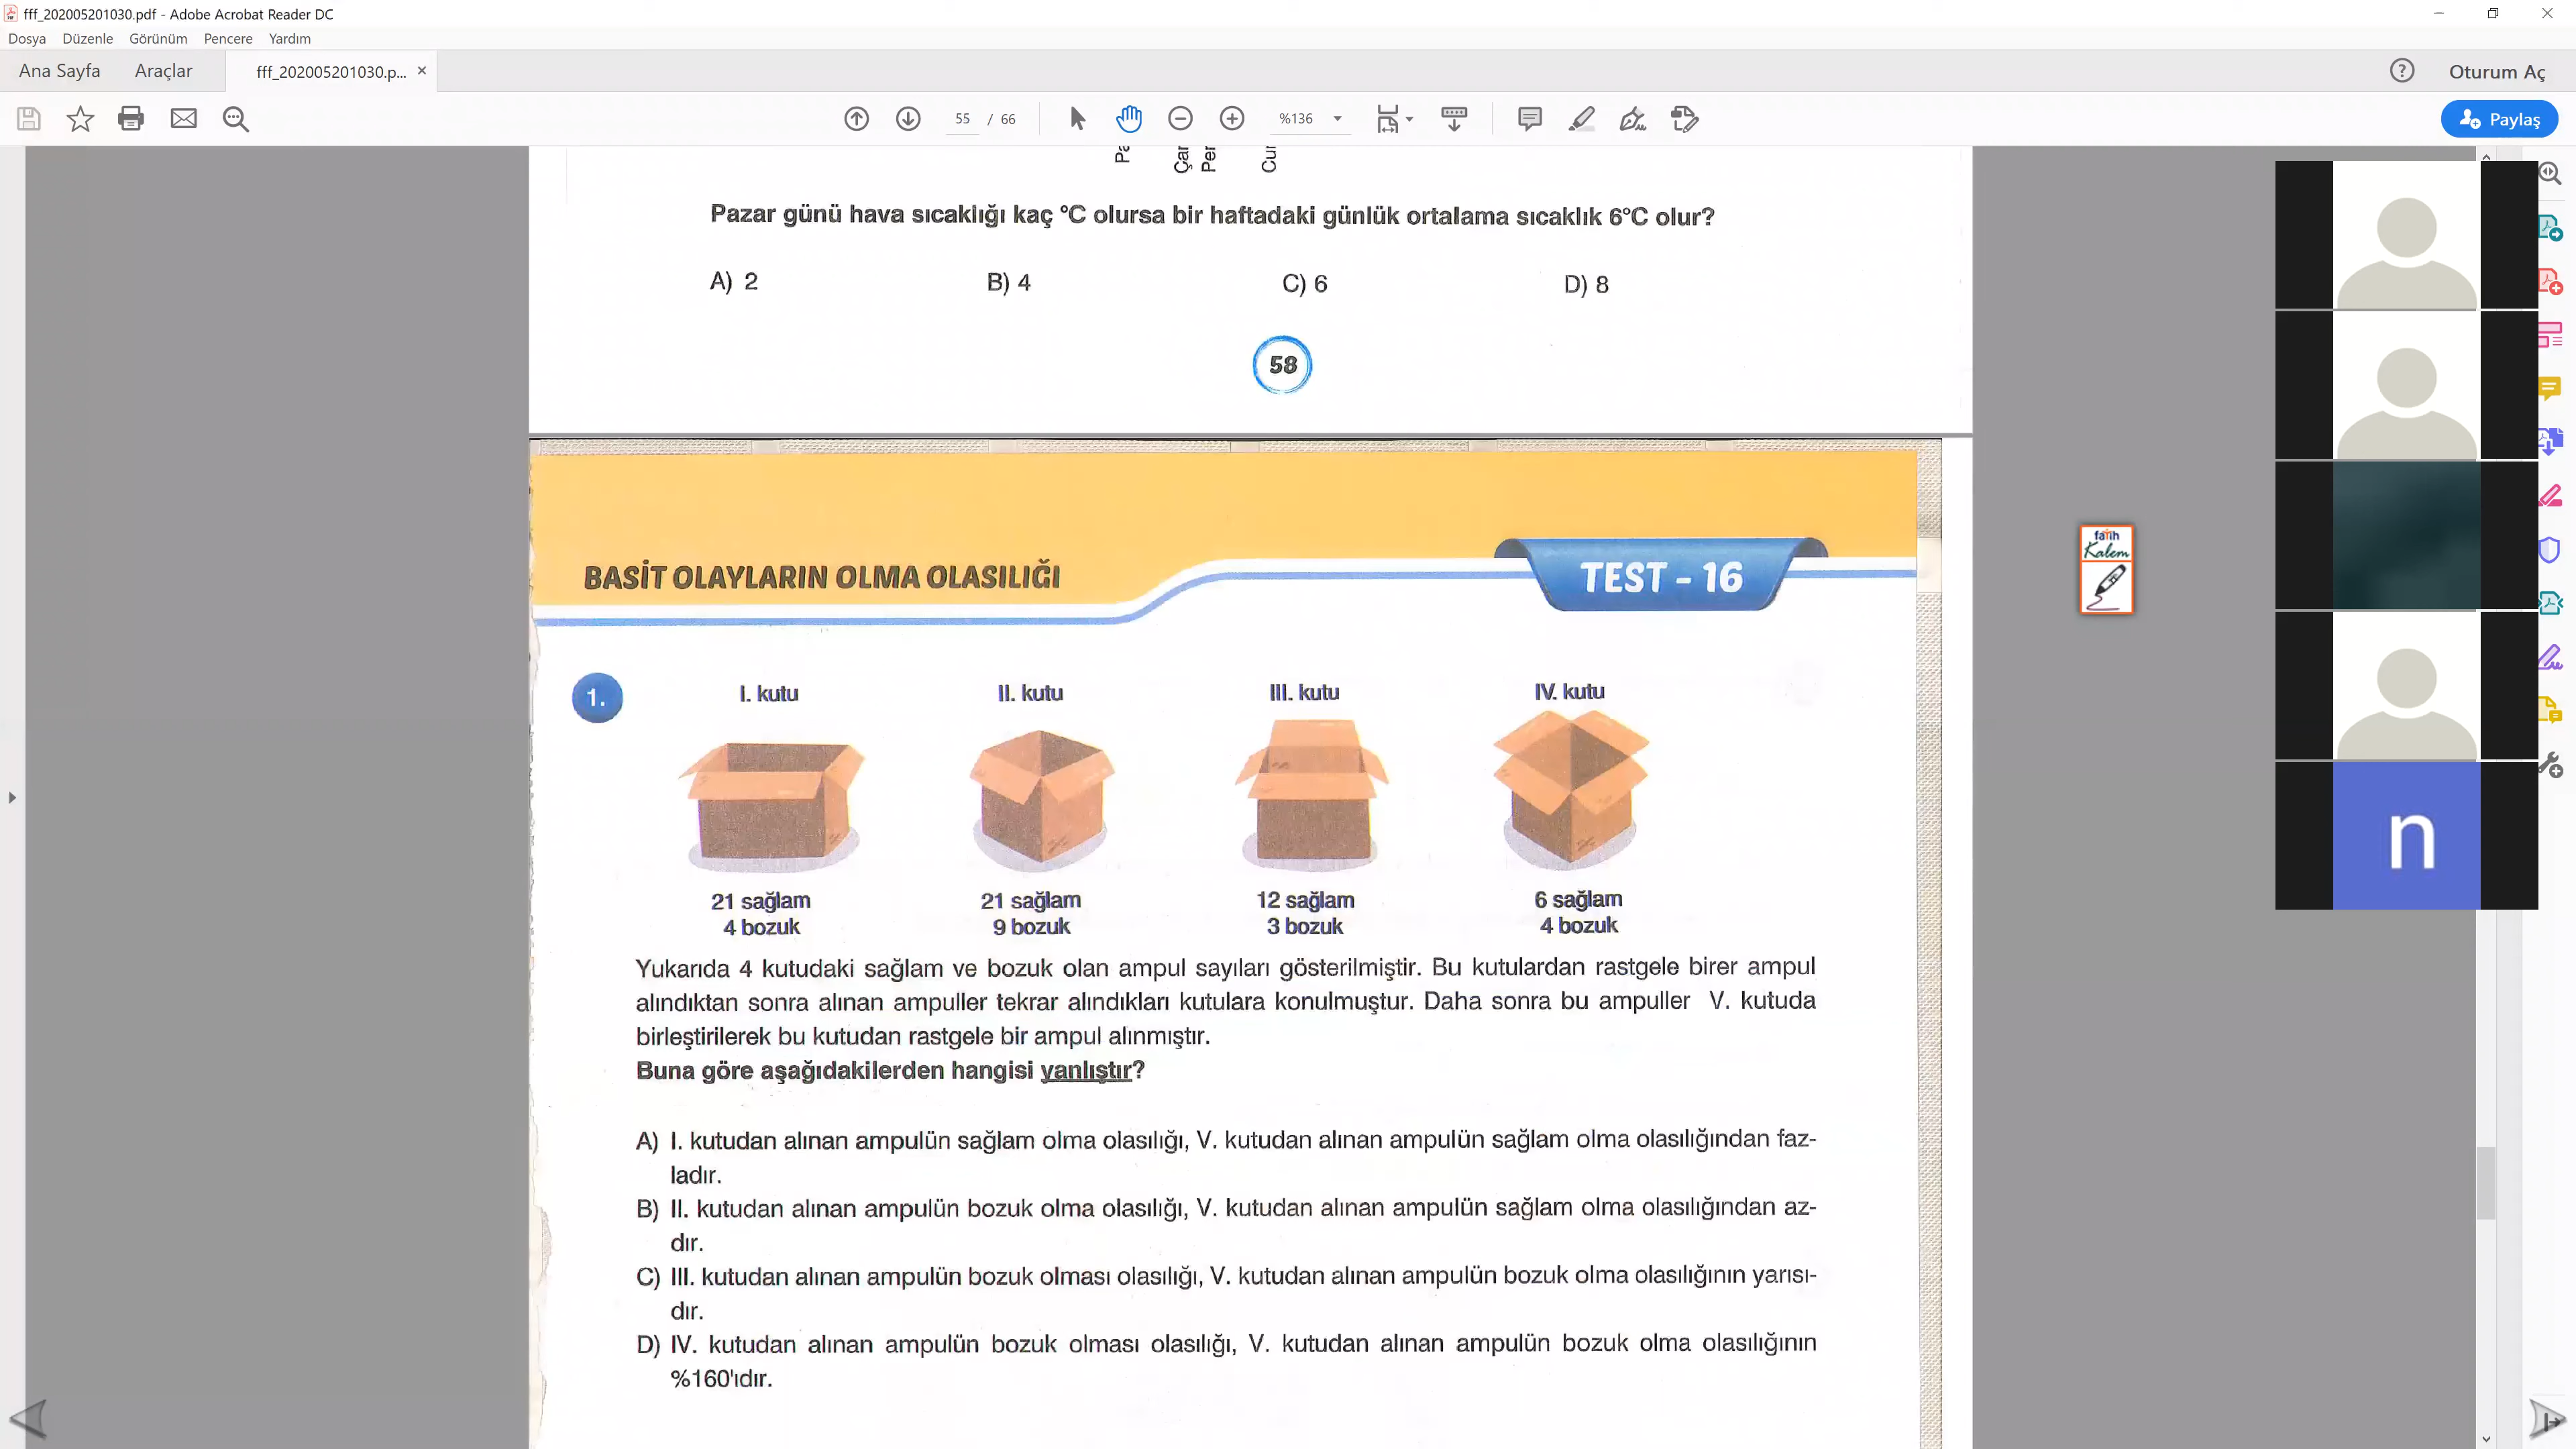 fff_202005201030.pdf - Adobe Acrobat Reader DC
Dosya Düzenle Görünüm Pencere Yardım
Ana Sayfa Araçlar fff_202005201030.p... × Oturum Aç
55 / 66 %136 Paylaş
Pazar günü hava sıcaklığı kaç °C olursa bir haftadaki günlük ortalama sıcaklık 6°C olur?
A) 2 B) 4 C) 6 D) 8
58
BASİT OLAYLARIN OLMA OLASILIĞI
TEST - 16
fatih
Kalem
1.
I. kutu II. kutu III. kutu IV. kutu
21 sağlam 21 sağlam 12 sağlam 6 sağlam
4 bozuk 9 bozuk 3 bozuk 4 bozuk
n
Yukarıda 4 kutudaki sağlam ve bozuk olan ampul sayıları gösterilmiştir. Bu kutulardan rastgele birer ampul
alındıktan sonra alınan ampuller tekrar alındıkları kutulara konulmuştur. Daha sonra bu ampuller V. kutuda
birleştirilerek bu kutudan rastgele bir ampul alınmıştır.
Buna göre aşağıdakilerden hangisi yanlıştır?
A) I. kutudan alınan ampulün sağlam olma olasılığı, V. kutudan alınan ampulün sağlam olma olasılığından faz-
ladır.
B) II. kutudan alınan ampulün bozuk olma olasılığı, V. kutudan alınan ampulün sağlam olma olasılığından az-
dır.
C) III. kutudan alınan ampulün bozuk olması olasılığı, V. kutudan alınan ampulün bozuk olma olasılığının yarısı-
dır.
D) IV. kutudan alınan ampulün bozuk olması olasılığı, V. kutudan alınan ampulün bozuk olma olasılığının
%160'ıdır.